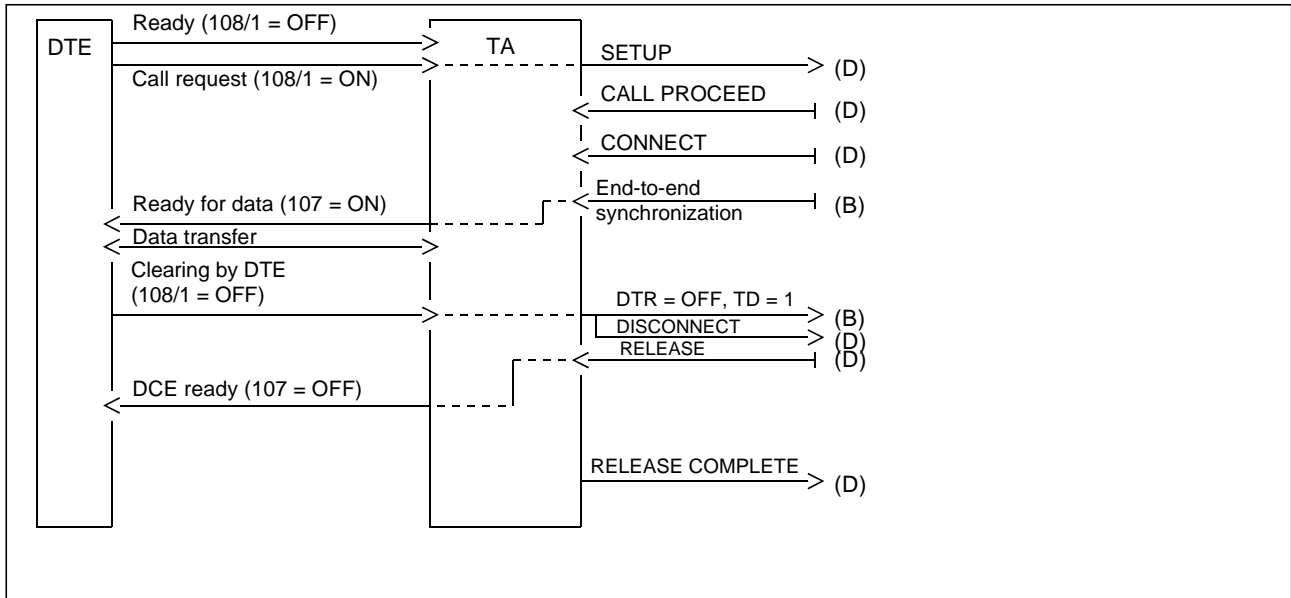 Ready (108/1 = OFF)
DTE
TA
SETUP
(D)
Call request (108/1 = ON)
CALL PROCEED
(D)
CONNECT
(D)
End-to-end
synchronization
(B)
Ready for data (107 = ON)
Data transfer
Clearing by DTE
(108/1 = OFF)
DTR = OFF, TD = 1
(B)
DISCONNECT
(D)
RELEASE
(D)
DCE ready (107 = OFF)
RELEASE COMPLETE
(D)